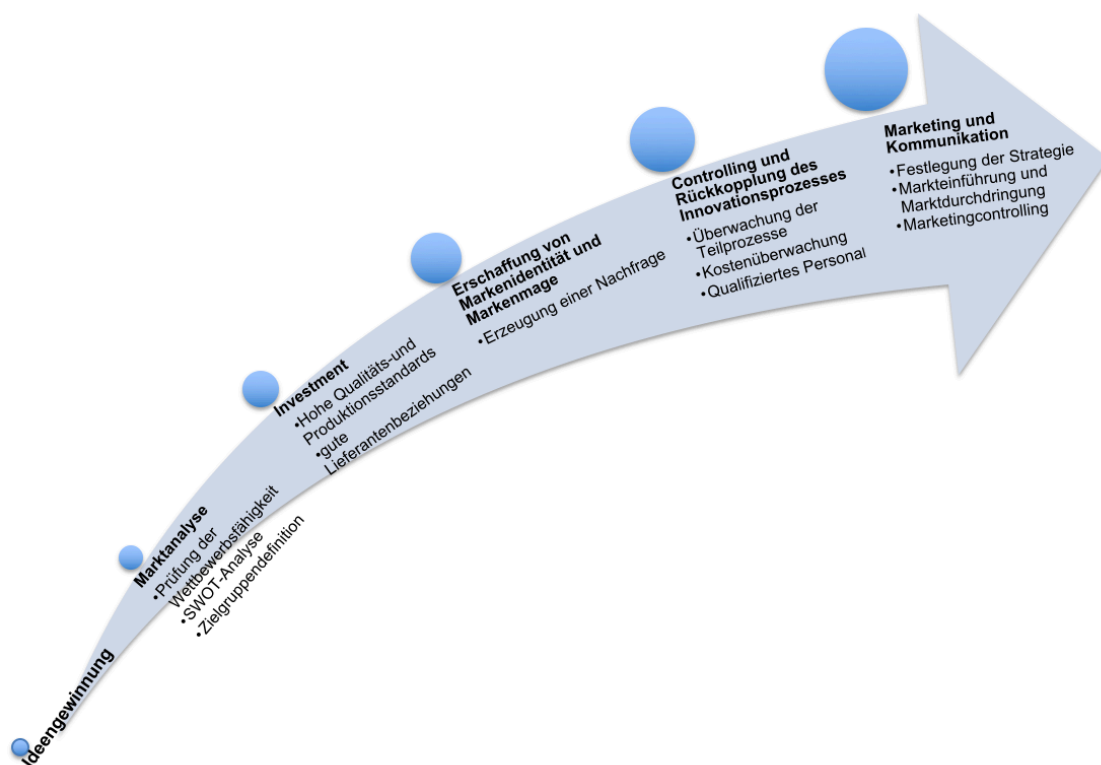 Ideengewinnung
Marktanalyse
•Prüfung der
Wettbewerbsfähigkeit
•SWOT-Analyse
•Zielgruppendefinition
Investment
•Hohe Qualitäts-und
Produktionsstandards
•gute
Lieferantenbeziehungen
Erschaffung von
Markenidentität und
Markenmage
•Erzeugung einer Nachfrage
Controlling und
Rückkopplung des
Innovationsprozesses
•Überwachung der
Teilprozesse
•Kostenüberwachung
•Qualifiziertes Personal
Marketing und
Kommunikation
•Festlegung der Strategie
•Markteinführung und
Marktdurchdringung
•Marketingcontrolling